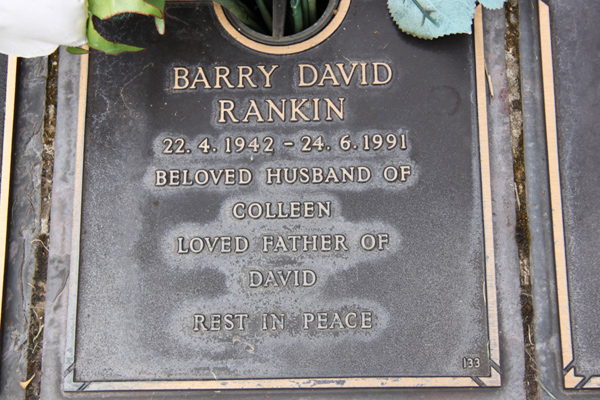 BARRY DAVID
RANKIN
22. 4. 1942 - 24. 6. 1991
BELOVED HUSBAND OF
COLLEEN
LOVED FATHER OF
DAVID
REST IN PEACE
133